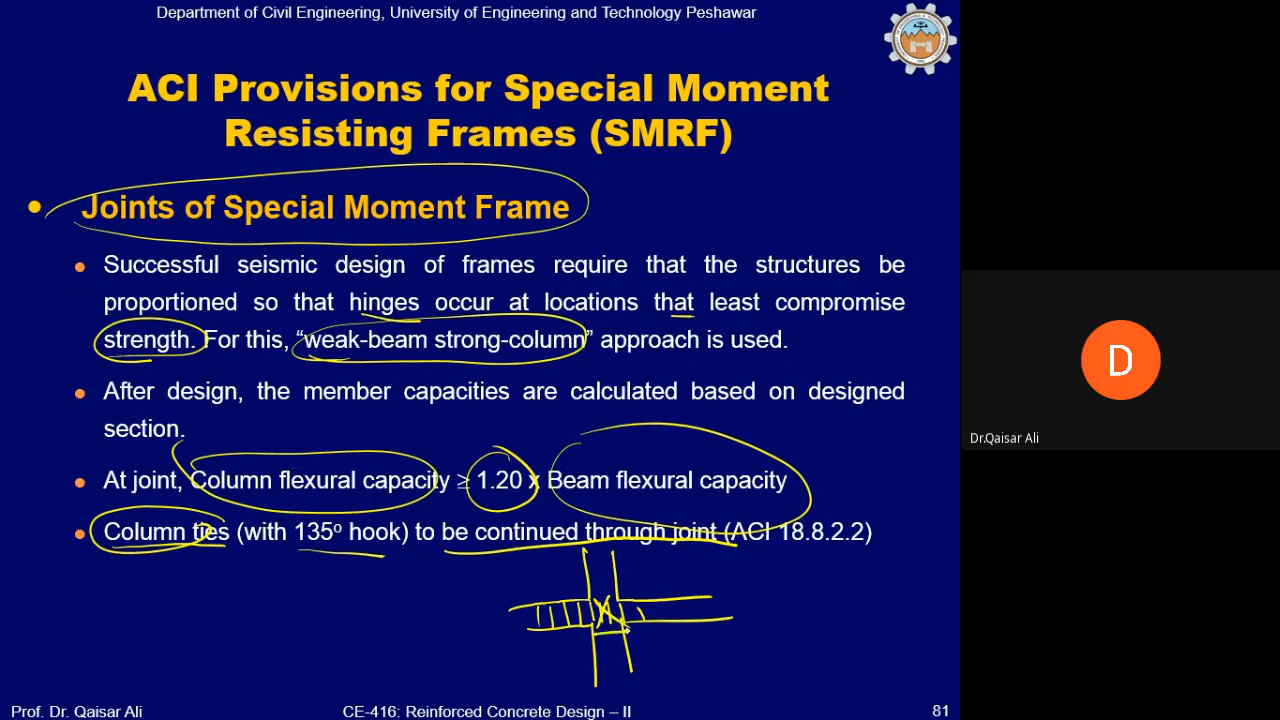 Department of Civil Engineering, University of Engineering and Technology Peshawar
ACI Provisions for Special Moment
Resisting Frames (SMRF)
• Joints of Special Moment Frame
• Successful seismic design of frames require that the structures be
proportioned so that hinges occur at locations that least compromise
strength. For this, “weak-beam strong-column” approach is used.
• After design, the member capacities are calculated based on designed
section.
• At joint, Column flexural capacity ≥ 1.20 x Beam flexural capacity
• Column ties (with 135º hook) to be continued through joint (ACI 18.8.2.2)
D
Dr.Qaisar Ali
Prof. Dr. Qaisar Ali
CE-416: Reinforced Concrete Design – II
81